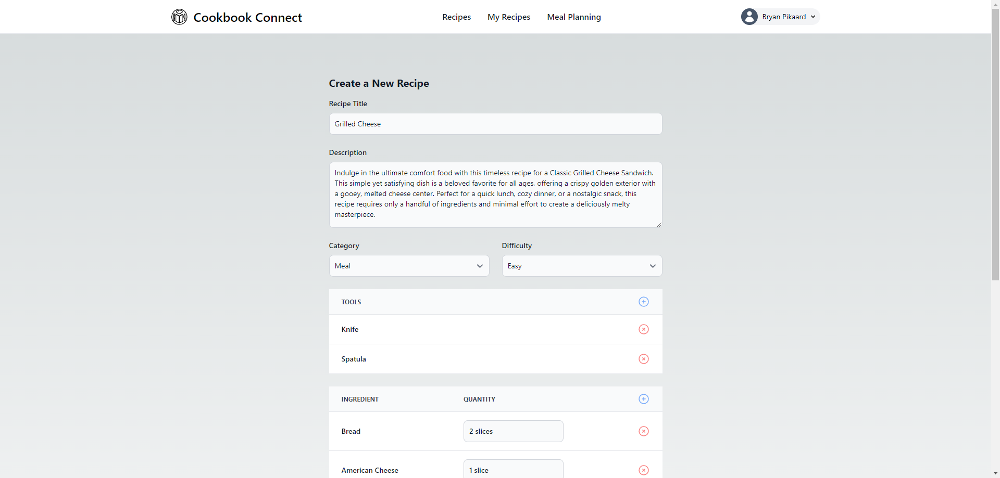 Cookbook Connect
Recipes
My Recipes
Meal Planning
Bryan Pikaard
Create a New Recipe
Recipe Title
Grilled Cheese
Description
Indulge in the ultimate comfort food with this timeless recipe for a Classic Grilled Cheese Sandwich.
This simple yet satisfying dish is a beloved favorite for all ages, offering a crispy golden exterior with
a gooey, melted cheese center. Perfect for a quick lunch, cozy dinner, or a nostalgic snack, this
recipe requires only a handful of ingredients and minimal effort to create a deliciously melty
masterpiece.
Category
Difficulty
Meal
Easy
TOOLS
Knife
Spatula
INGREDIENT
QUANTITY
Bread
2 slices
American Cheese
1 slice